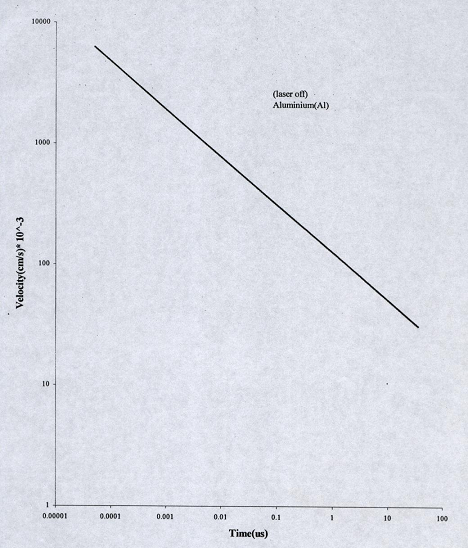 10000
(laser off)
Aluminium(Al)
1000
Velocity(cm/s)* 10^-3
100
10
1
0.00001 0.0001 0.001 0.01 0.1 1 10 100
Time(us)